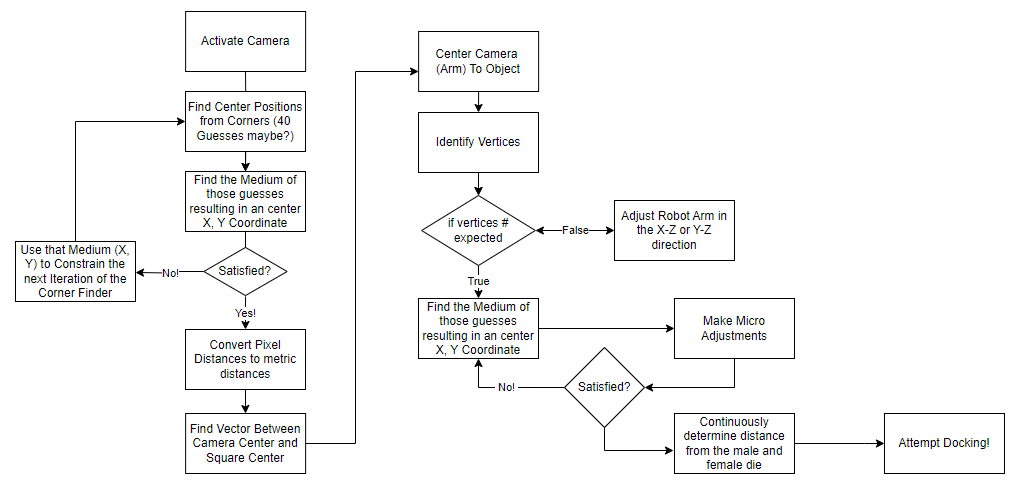 Activate Camera
Find Center Positions
from Corners (40
Guesses maybe?)
Find the Medium of
those guesses
resulting in an center
X, Y Coordinate
Use that Medium (X,
Y) to Constrain the
next Iteration of the
Corner Finder
No!
Satisfied?
Yes!
Convert Pixel
Distances to metric
distances
Find Vector Between
Camera Center and
Square Center
Center Camera
(Arm) To Object
Identify Vertices
if vertices #
expected
False
Adjust Robot Arm in
the X-Z or Y-Z
direction
True
Find the Medium of
those guesses
resulting in an center
X, Y Coordinate
Make Micro
Adjustments
No!
Satisfied?
Continuously
determine distance
from the male and
female die
Attempt Docking!